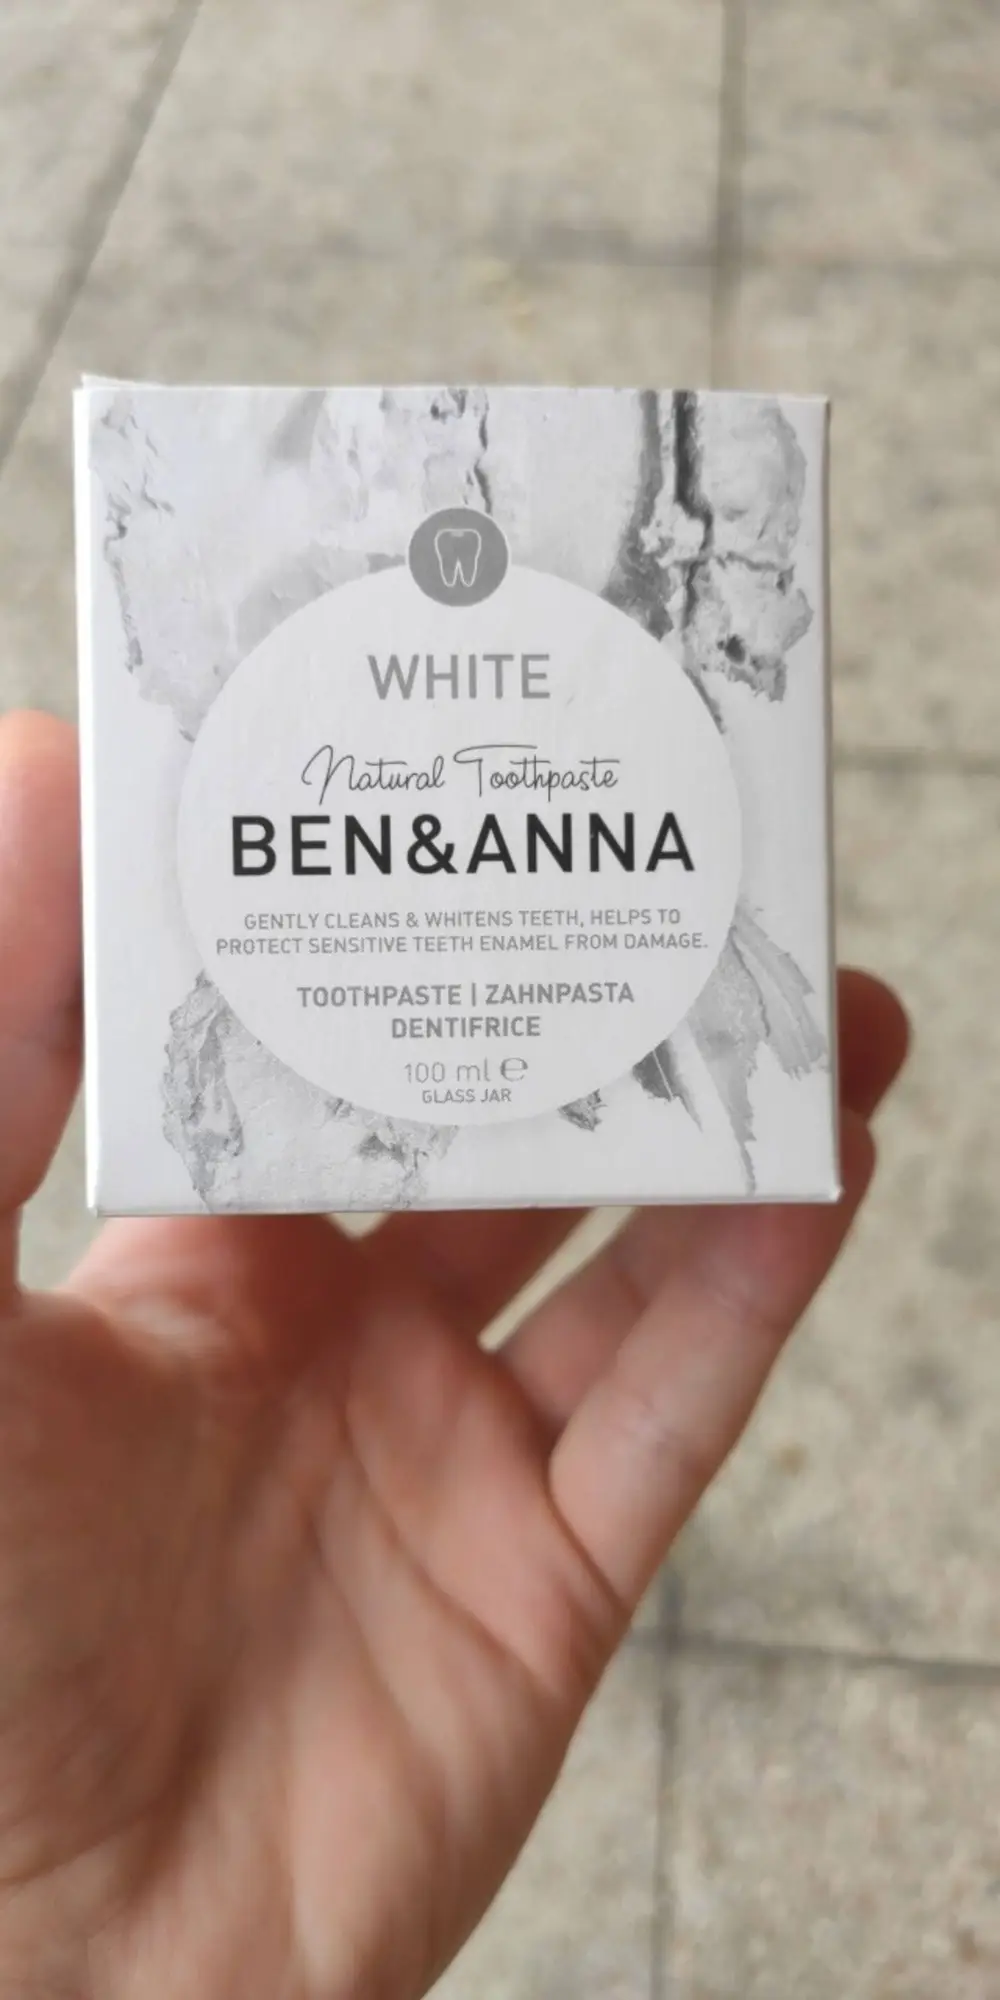 WHITE
Natural Toothpaste
BEN&ANNA
GENTLY CLEANS & WHITENS TEETH, HELPS TO
PROTECT SENSITIVE TEETH ENAMEL FROM DAMAGE.
TOOTHPASTE | ZAHNPASTA
DENTIFRICE
100 ml ℮
GLASS JAR